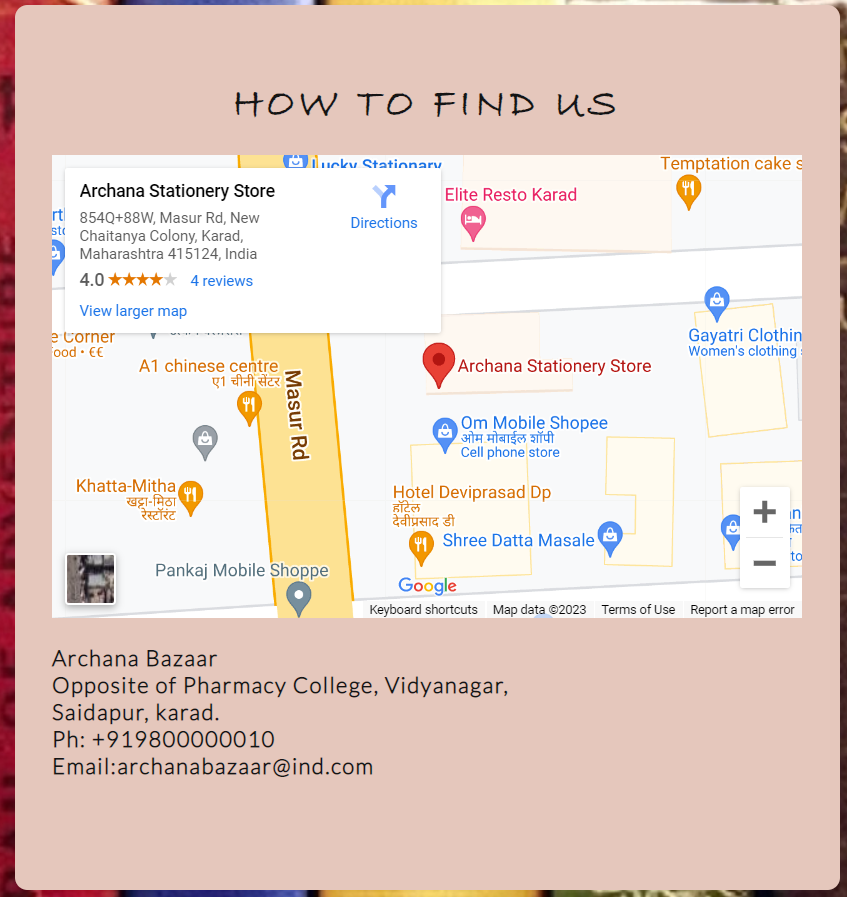 HOW TO FIND US
Lucky Stationary
Temptation cake s
Archana Stationery Store
Directions
854Q+88W, Masur Rd, New
Chaitanya Colony, Karad,
Maharashtra 415124, India
4.0 4 reviews
View larger map
Elite Resto Karad
Gayatri Clothin
Women's clothing
e Corner
ood • €€
A1 chinese centre
ए1 चीनी सेंटर
Masur Rd
Archana Stationery Store
Om Mobile Shopee
ओम मोबाईल शॉपी
Cell phone store
Khatta-Mitha
खट्टा-मिठा
रेस्टॉरंट
Hotel Deviprasad Dp
हॉटेल
देवीप्रसाद डी
Shree Datta Masale
Pankaj Mobile Shoppe
Google
Keyboard shortcuts Map data ©2023 Terms of Use Report a map error
Archana Bazaar
Opposite of Pharmacy College, Vidyanagar,
Saidapur, karad.
Ph: +919800000010
Email:archanabazaar@ind.com